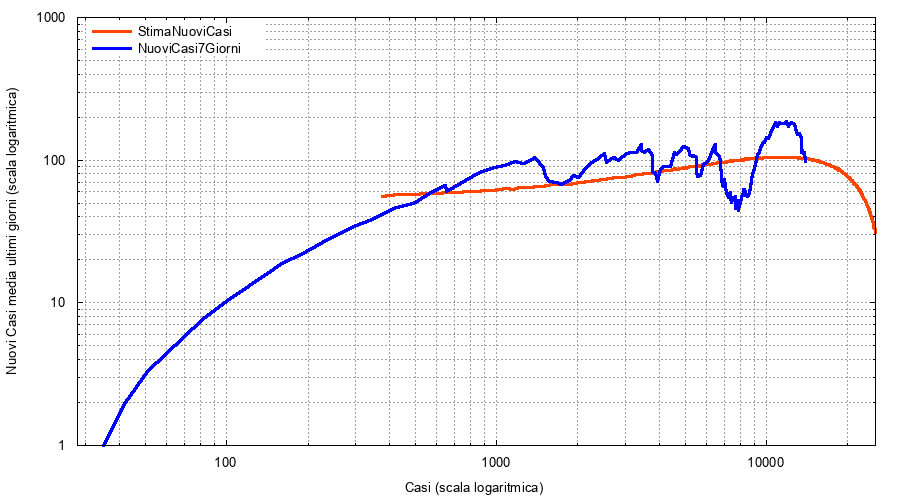 1000
StimaNuoviCasi
NuoviCasi7Giorni
100
Nuovi Casi media ultimi giorni (scala logaritmica)
10
1
100
1000
10000
Casi (scala logaritmica)